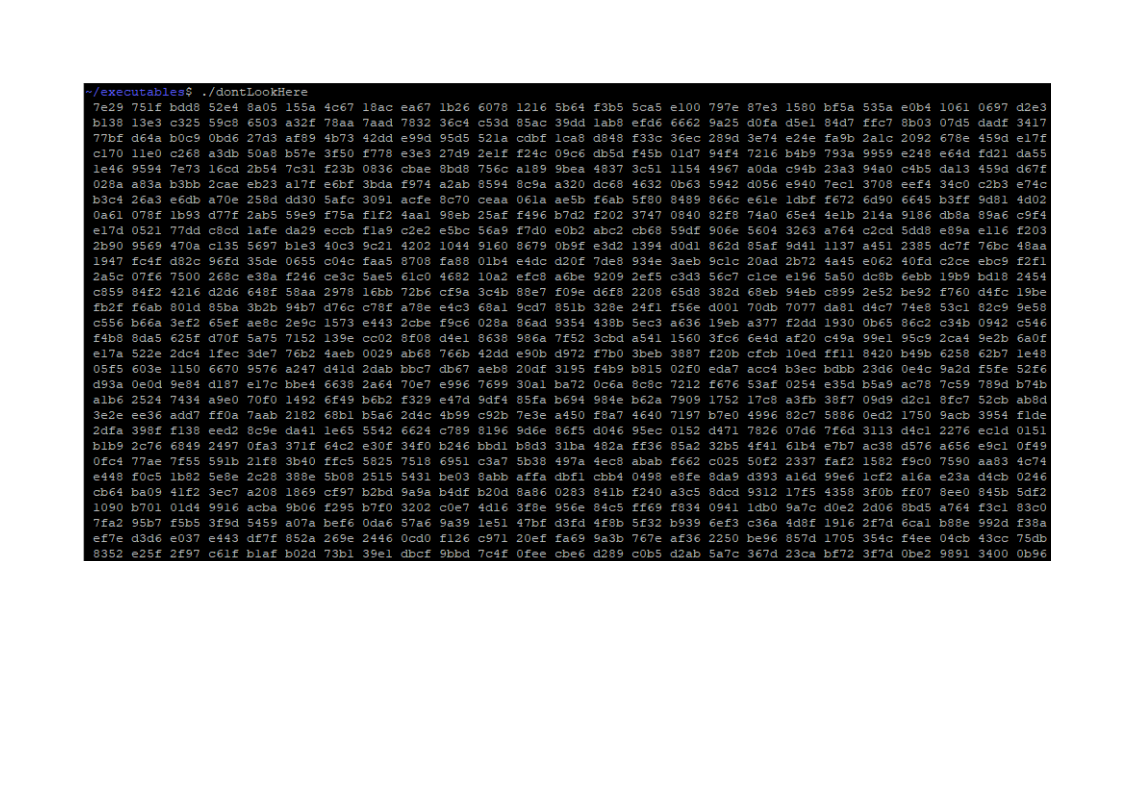 ~/executables$ ./dontLookHere
7e29 751f bdd8 52e4 8a05 155a 4c67 18ac ea67 1b26 6078 1216 5b64 f3b5 5ca5 e100 797e 87e3 1580 bf5a 535a e0b4 1061 0697 d2e3
b138 13e3 c325 59c8 6503 a32f 78aa 7aad 7832 36c4 c53d 85ac 39dd 1ab8 efd6 6662 9a25 d0fa d5e1 84d7 ffc7 8b03 07d5 dadf 3417
77bf d64a b0c9 0bd6 27d3 af89 4b73 42dd e99d 95d5 521a cdbf 1ca8 d848 f33c 36ec 289d 3e74 e24e fa9b 2a1c 2092 678e 459d e17f
c170 11e0 c268 a3db 50a8 b57e 3f50 f778 e3e3 27d9 2e1f f24c 09c6 db5d f45b 01d7 94f4 7216 b4b9 793a 9959 e248 e64d fd21 da55
1e46 9594 7e73 16cd 2b54 7c31 f23b 0836 cbae 8bd8 756c a189 9bea 4837 3c51 1154 4967 a0da c94b 23a3 94a0 c4b5 da13 459d d67f
028a a83a b3bb 2cae eb23 a17f e6bf 3bda f974 a2ab 8594 8c9a a320 dc68 4632 0b63 5942 d056 e940 7ec1 3708 eef4 34c0 c2b3 e74c
b3c4 26a3 e6db a70e 258d dd30 5afc 3091 acfe 8c70 ceaa 061a ae5b f6ab 5f80 8489 866c e61e 1dbf f672 6d90 6645 b3ff 9d81 4d02
0a61 078f 1b93 d77f 2ab5 59e9 f75a f1f2 4aa1 98eb 25af f496 b7d2 f202 3747 0840 82f8 74a0 65e4 4e1b 214a 9186 db8a 89a6 c9f4
e17d 0521 77dd c8cd 1afe da29 eccb f1a9 c2e2 e5bc 56a9 f7d0 e0b2 abc2 cb68 59df 906e 5604 3263 a764 c2cd 5dd8 e89a e116 f203
2b90 9569 470a c135 5697 b1e3 40c3 9c21 4202 1044 9160 8679 0b9f e3d2 1394 d0d1 862d 85af 9d41 1137 a451 2385 dc7f 76bc 48aa
1947 fc4f d82c 96fd 35de 0655 c04c faa5 8708 fa88 01b4 e4dc d20f 7de8 934e 3aeb 9c1c 20ad 2b72 4a45 e062 40fd c2ce ebc9 f2f1
2a5c 07f6 7500 268c e38a f246 ce3c 5ae5 61c0 4682 10a2 efc8 a6be 9209 2ef5 c3d3 56c7 c1ce e196 5a50 dc8b 6ebb 19b9 bd18 2454
c859 84f2 4216 d2d6 648f 58aa 2978 16bb 72b6 cf9a 3c4b 88e7 f09e d6f8 2208 65d8 382d 68eb 94eb c899 2e52 be92 f760 d4fc 19be
fb2f f6ab 801d 85ba 3b2b 94b7 d76c c78f a78e e4c3 68a1 9cd7 851b 328e 24f1 f56e d001 70db 7077 da81 d4c7 74e8 53c1 82c9 9e58
c556 b66a 3ef2 65ef ae8c 2e9c 1573 e443 2cbe f9c6 028a 86ad 9354 438b 5ec3 a636 19eb a377 f2dd 1930 0b65 86c2 c34b 0942 c546
f4b8 8da5 625f d70f 5a75 7152 139e cc02 8f08 d4e1 8638 986a 7f52 3cbd a541 1560 3fc6 6e4d af20 c49a 99e1 95c9 2ca4 9e2b 6a0f
e17a 522e 2dc4 1fec 3de7 76b2 4aeb 0029 ab68 766b 42dd e90b d972 f7b0 3beb 3887 f20b cfcb 10ed ff11 8420 b49b 6258 62b7 1e48
05f5 603e 1150 6670 9576 a247 d41d 2dab bbc7 db67 aeb8 20df 3195 f4b9 b815 02f0 eda7 acc4 b3ec bdbb 23d6 0e4c 9a2d f5fe 52f6
d93a 0e0d 9e84 d187 e17c bbe4 6638 2a64 70e7 e996 7699 30a1 ba72 0c6a 8c8c 7212 f676 53af 0254 e35d b5a9 ac78 7c59 789d b74b
a1b6 2524 7434 a9e0 70f0 1492 6f49 b6b2 f329 e47d 9df4 85fa b694 984e b62a 7909 1752 17c8 a3fb 38f7 09d9 d2c1 8fc7 52cb ab8d
3e2e ee36 add7 ff0a 7aab 2182 68b1 b5a6 2d4c 4b99 c92b 7e3e a450 f8a7 4640 7197 b7e0 4996 82c7 5886 0ed2 1750 9acb 3954 f1de
2dfa 398f f138 eed2 8c9e da41 1e65 5542 6624 c789 8196 9d6e 86f5 d046 95ec 0152 d471 7826 07d6 7f6d 3113 d4c1 2276 ec1d 0151
b1b9 2c76 6849 2497 0fa3 371f 64c2 e30f 34f0 b246 bbd1 b8d3 31ba 482a ff36 85a2 32b5 4f41 61b4 e7b7 ac38 d576 a656 e9c1 0f49
0fc4 77ae 7f55 591b 21f8 3b40 ffc5 5825 7518 6951 c3a7 5b38 497a 4ec8 abab f662 c025 50f2 2337 faf2 1582 f9c0 7590 aa83 4c74
e448 f0c5 1b82 5e8e 2c28 388e 5b08 2515 5431 be03 8abb affa dbf1 cbb4 0498 e8fe 8da9 d393 a16d 99e6 1cf2 a16a e23a d4cb 0246
cb64 ba09 41f2 3ec7 a208 1869 cf97 b2bd 9a9a b4df b20d 8a86 0283 841b f240 a3c5 8dcd 9312 17f5 4358 3f0b ff07 8ee0 845b 5df2
1090 b701 01d4 9916 acba 9b06 f295 b7f0 3202 c0e7 4d16 3f8e 956e 84c5 ff69 f834 0941 1db0 9a7c d0e2 2d06 8bd5 a764 f3c1 83c0
7fa2 95b7 f5b5 3f9d 5459 a07a bef6 0da6 57a6 9a39 1e51 47bf d3fd 4f8b 5f32 b939 6ef3 c36a 4d8f 1916 2f7d 6ca1 b88e 992d f38a
ef7e d3d6 e037 e443 df7f 852a 269e 2446 0cd0 f126 c971 20ef fa69 9a3b 767e af36 2250 be96 857d 1705 354c f4ee 04cb 43cc 75db
8352 e25f 2f97 c61f b1af b02d 73b1 39e1 dbcf 9bbd 7c4f 0fee cbe6 d289 c0b5 d2ab 5a7c 367d 23ca bf72 3f7d 0be2 9891 3400 0b96